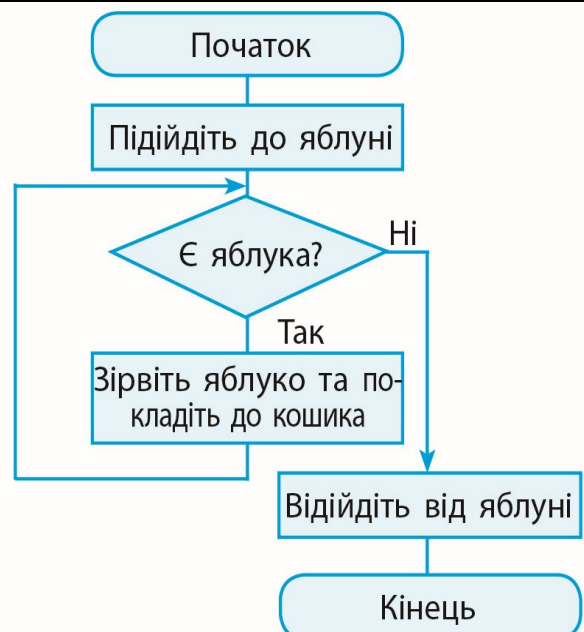 Початок
Підійдіть до яблуні
Є яблука?
Ні
Так
Зірвіть яблуко та по-
кладіть до кошика
Відійдіть від яблуні
Кінець